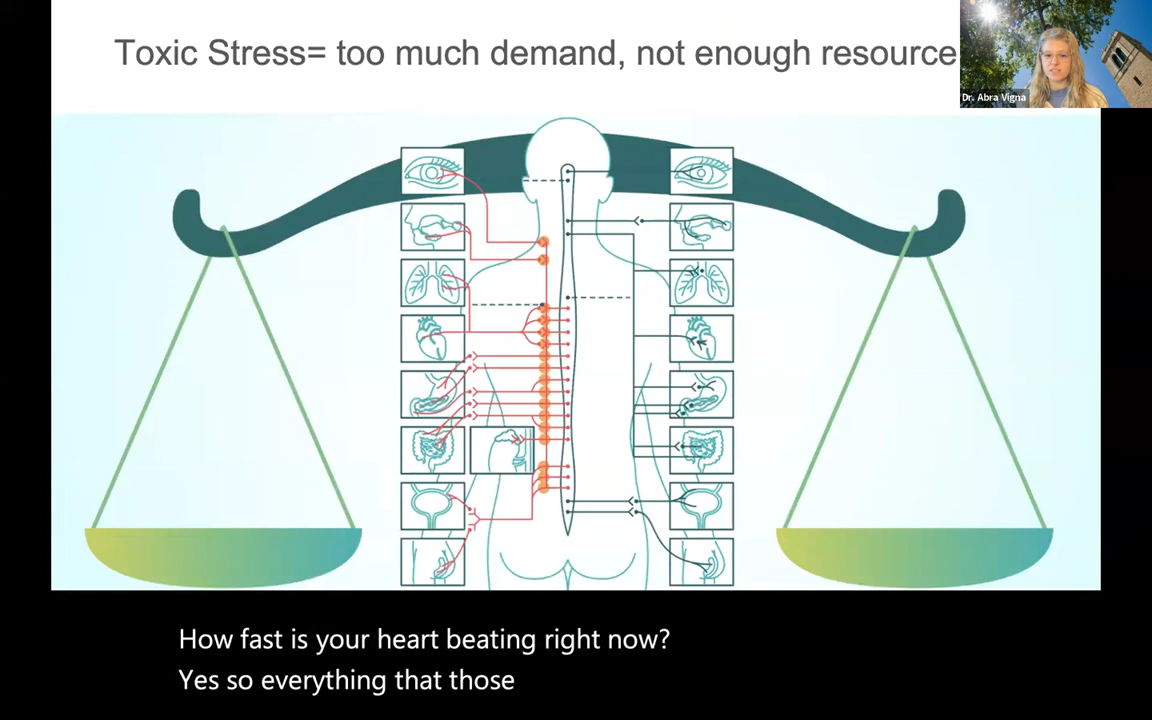 Toxic Stress= too much demand, not enough resource
Dr. Abra Vigna
How fast is your heart beating right now?
Yes so everything that those